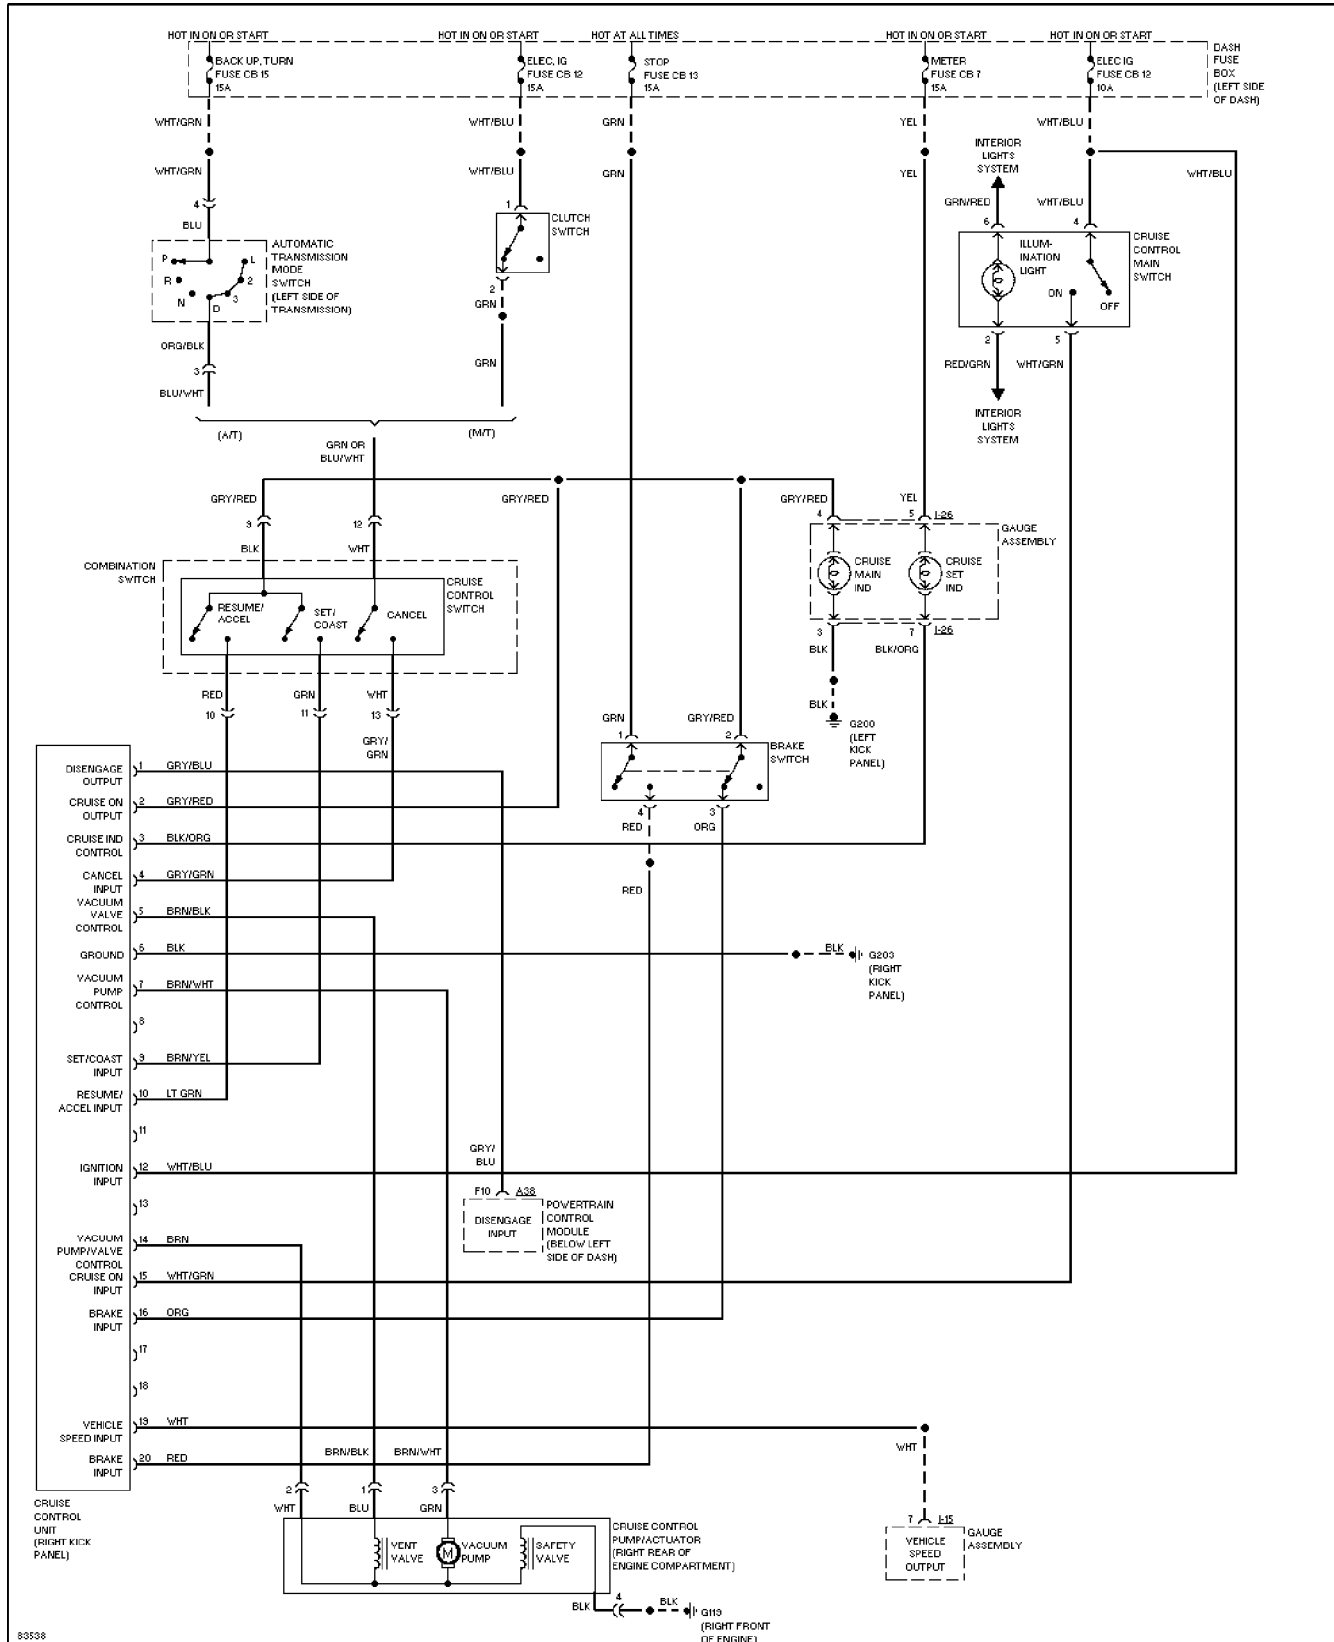 HOT IN ON OR START
HOT IN ON OR START
HOT AT ALL TIMES
HOT IN ON OR START
HOT IN ON OR START
BACK UP, TURN
FUSE CB 15
15A
ELEC, IG
FUSE CB 12
15A
STOP
FUSE CB 13
15A
METER
FUSE CB 7
15A
ELEC IG
FUSE CB 12
10A
DASH
FUSE
BOX
(LEFT SIDE
OF DASH)
WHT/GRN
WHT/BLU
GRN
YEL
WHT/BLU
WHT/GRN
WHT/BLU
GRN
YEL
INTERIOR
LIGHTS
SYSTEM
WHT/BLU
GRN/RED
WHT/BLU
4
BLU
1
CLUTCH
SWITCH
6
4
CRUISE
CONTROL
MAIN
SWITCH
AUTOMATIC
TRANSMISSION
MODE
SWITCH
(LEFT SIDE OF
TRANSMISSION)
P
R
N
D
3
2
L
ILLUM-
INATION
LIGHT
ON
OFF
2
GRN
ORG/BLK
3
BLU/WHT
GRN
2
5
RED/GRN
WHT/GRN
INTERIOR
LIGHTS
SYSTEM
(A/T)
(M/T)
GRN OR
BLU/WHT
GRY/RED
GRY/RED
GRY/RED
YEL
9
12
4
5
I-26
BLK
WHT
GAUGE
ASSEMBLY
COMBINATION
SWITCH
CRUISE
CONTROL
SWITCH
RESUME/
ACCEL
SET/
COAST
CANCEL
CRUISE
MAIN
IND
CRUISE
SET
IND
3
7
I-26
BLK
BLK/ORG
RED
GRN
WHT
10
11
13
GRY/
GRN
BLK
G200
(LEFT
KICK
PANEL)
GRN
GRY/RED
1
2
BRAKE
SWITCH
4
3
RED
ORG
RED
DISENGAGE
OUTPUT
1
GRY/BLU
CRUISE ON
OUTPUT
2
GRY/RED
CRUISE IND
CONTROL
3
BLK/ORG
CANCEL
INPUT
4
GRY/GRN
VACUUM
VALVE
CONTROL
5
BRN/BLK
GROUND
6
BLK
BLK
G203
(RIGHT
KICK
PANEL)
VACUUM
PUMP
CONTROL
7
BRN/WHT
8
SET/COAST
INPUT
9
BRN/YEL
RESUME/
ACCEL INPUT
10
LT GRN
11
GRY/
BLU
IGNITION
INPUT
12
WHT/BLU
13
F10
A38
DISENGAGE
INPUT
POWERTRAIN
CONTROL
MODULE
(BELOW LEFT
SIDE OF DASH)
VACUUM
PUMP/VALVE
CONTROL
14
BRN
CRUISE ON
INPUT
15
WHT/GRN
BRAKE
INPUT
16
ORG
17
18
VEHICLE
SPEED INPUT
19
WHT
WHT
BRAKE
INPUT
20
RED
BRN/BLK
BRN/WHT
2
1
3
WHT
BLU
GRN
CRUISE
CONTROL
UNIT
(RIGHT KICK
PANEL)
VENT
VALVE
M
VACUUM
PUMP
SAFETY
VALVE
CRUISE CONTROL
PUMP/ACTUATOR
(RIGHT REAR OF
ENGINE COMPARTMENT)
7
I-15
VEHICLE
SPEED
OUTPUT
GAUGE
ASSEMBLY
BLK
4
BLK
G119
(RIGHT FRONT
OF ENGINE)
83538